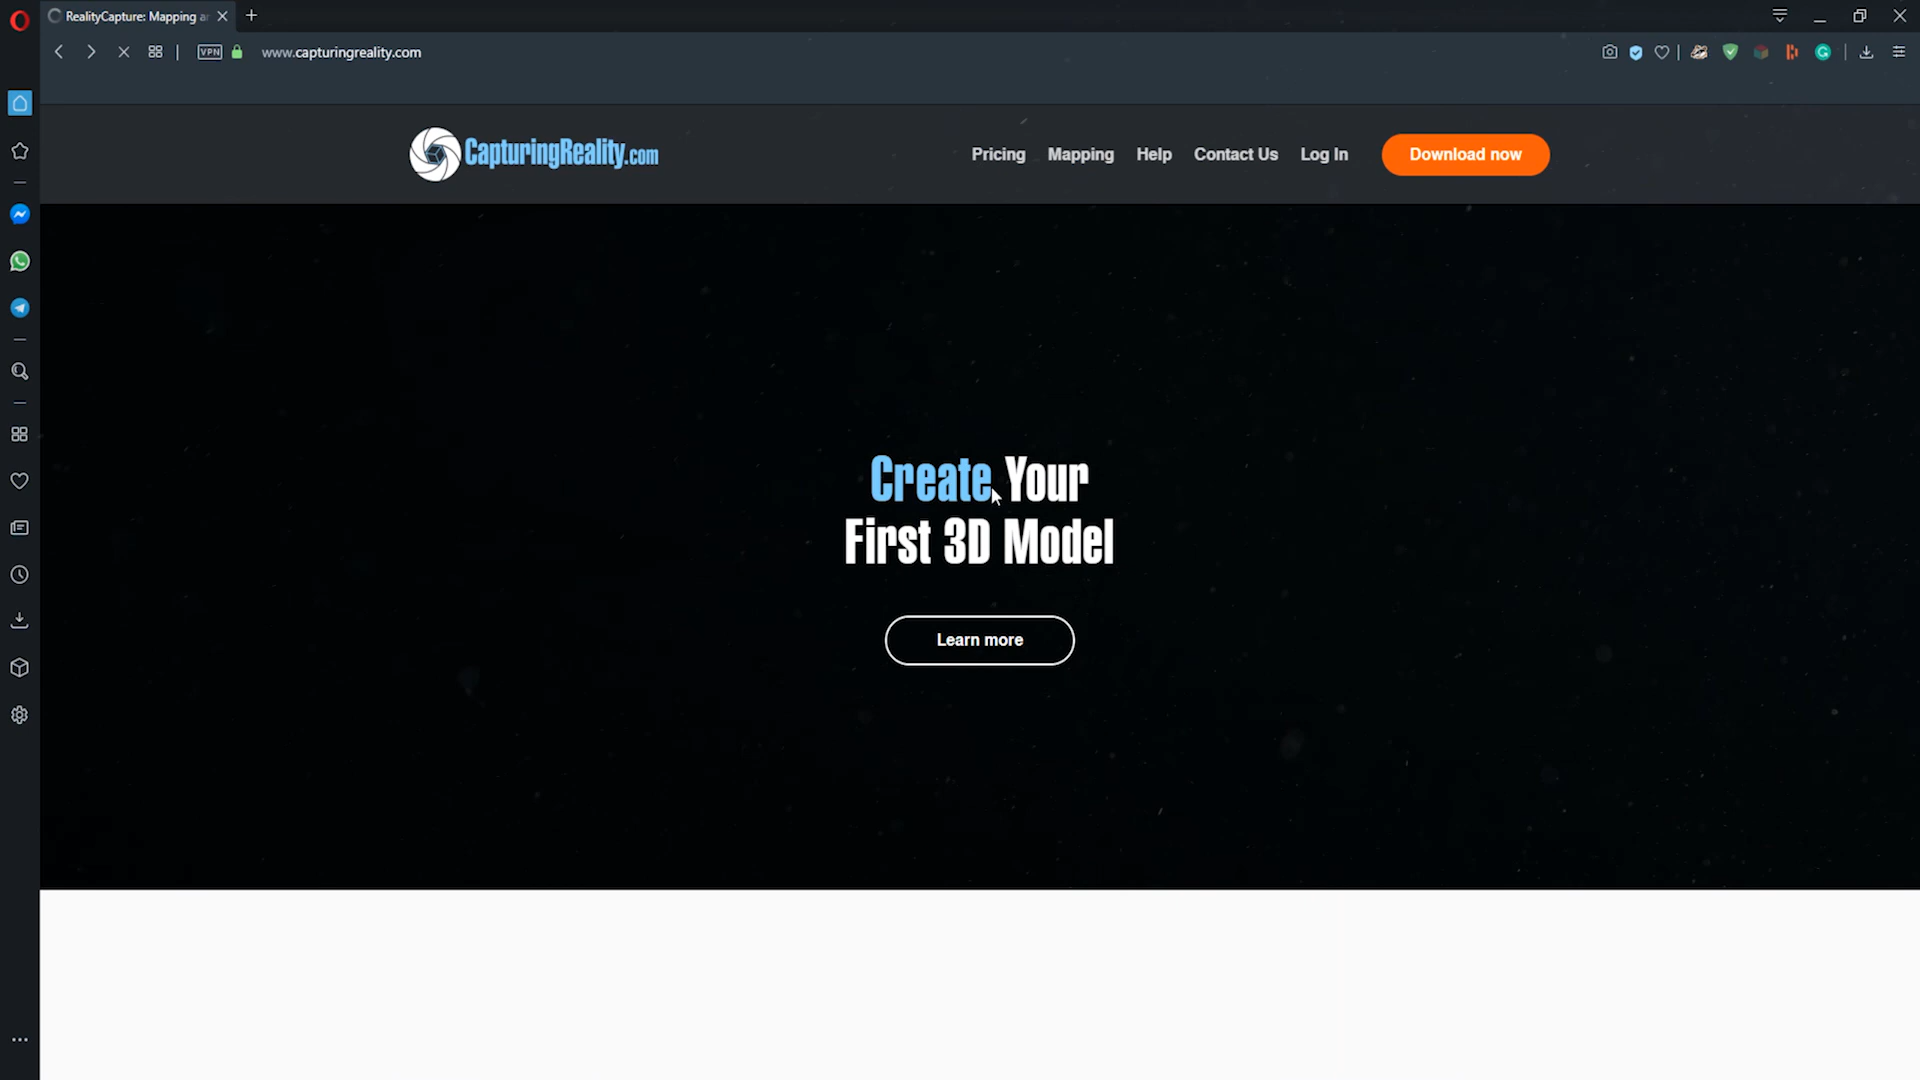 RealityCapture: Mapping a
VPN
www.capturingreality.com
CapturingReality.com
Pricing
Mapping
Help
Contact Us
Log In
Download now
Create Your
First 3D Model
Learn more